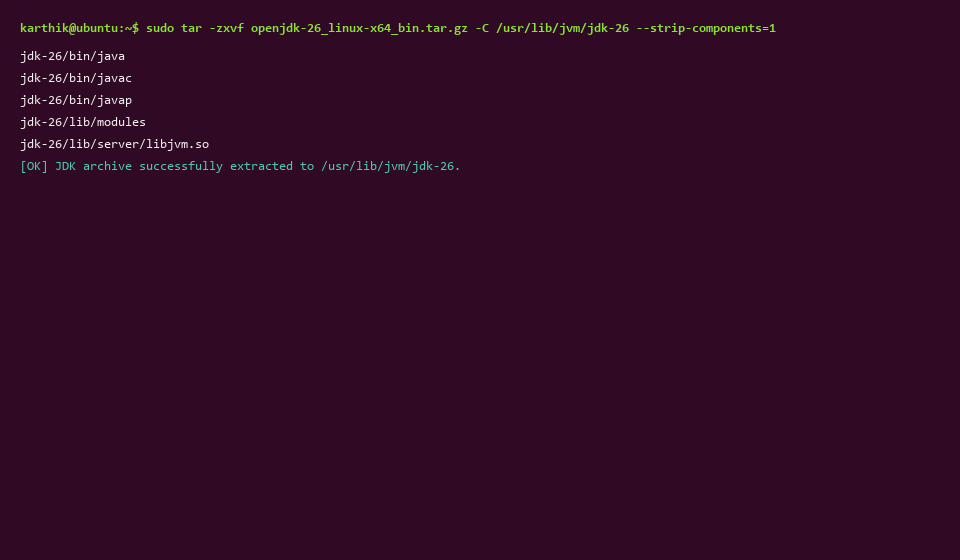 karthik@ubuntu:~$ sudo tar -zxvf openjdk-26_linux-x64_bin.tar.gz -C /usr/lib/jvm/jdk-26 --strip-components=1
jdk-26/bin/java
jdk-26/bin/javac
jdk-26/bin/javap
jdk-26/lib/modules
jdk-26/lib/server/libjvm.so
[OK] JDK archive successfully extracted to /usr/lib/jvm/jdk-26.